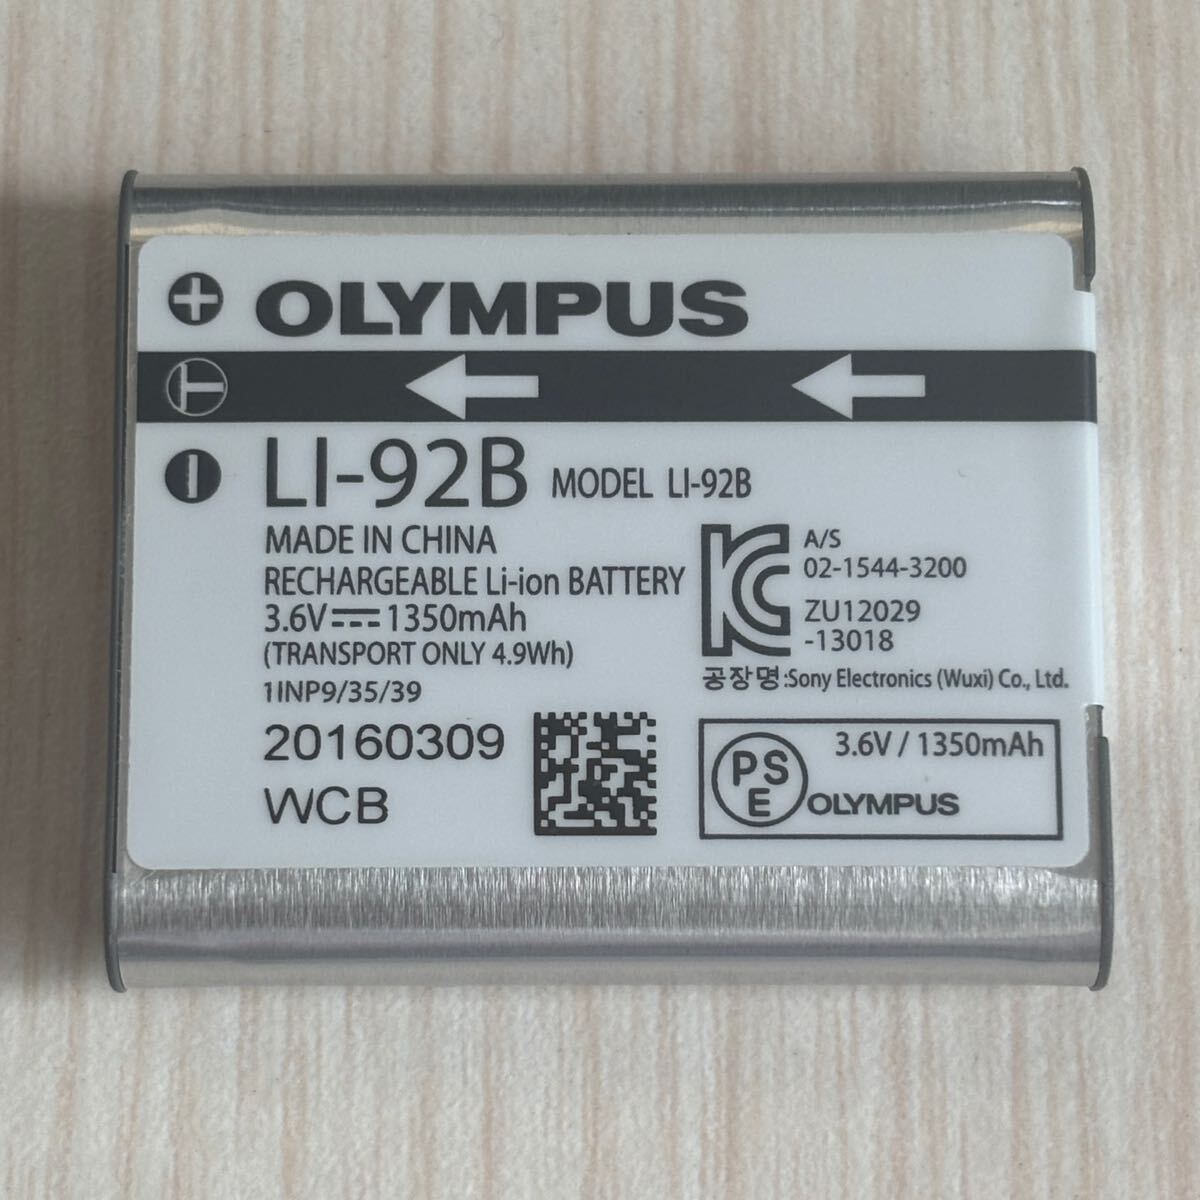 OLYMPUS
LI-92B MODEL LI-92B
MADE IN CHINA
RECHARGEABLE Li-ion BATTERY
3.6V⎓1350mAh
(TRANSPORT ONLY 4.9Wh)
1INP9/35/39
20160309
WCB
A/S
02-1544-3200
ZU12029
-13018
공장명:Sony Electronics (Wuxi) Co., Ltd.
PSE
3.6V / 1350mAh
OLYMPUS